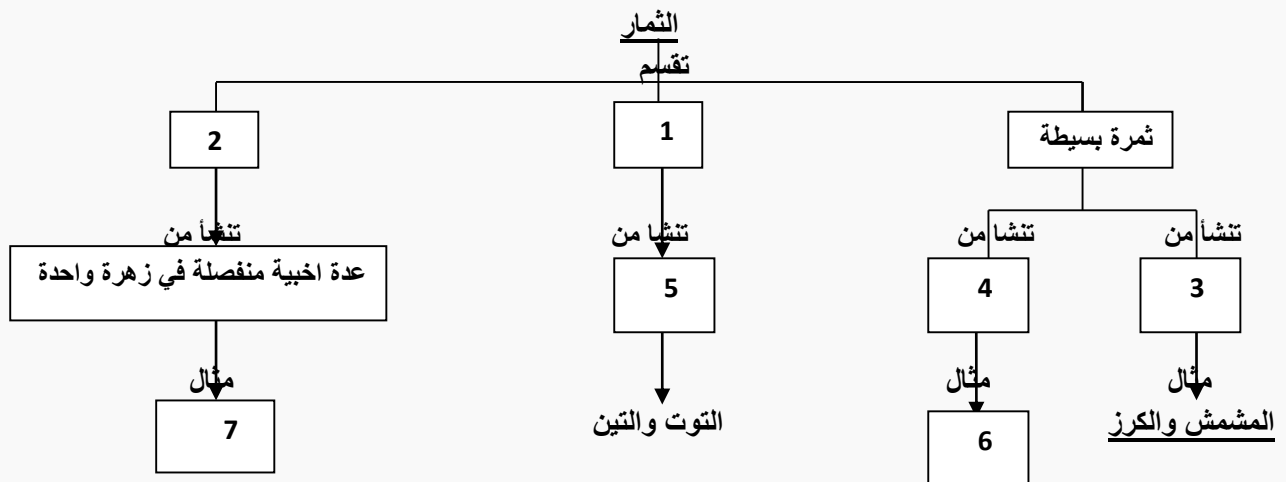 الثمار
تقسم
ثمرة بسيطة
1
2
تنشأ من
تنشا من
تنشا من
تنشأ من
3
4
5
عدة اخبية منفصلة في زهرة واحدة
مثال
مثال
مثال
المشمش والكرز
6
التوت والتين
7